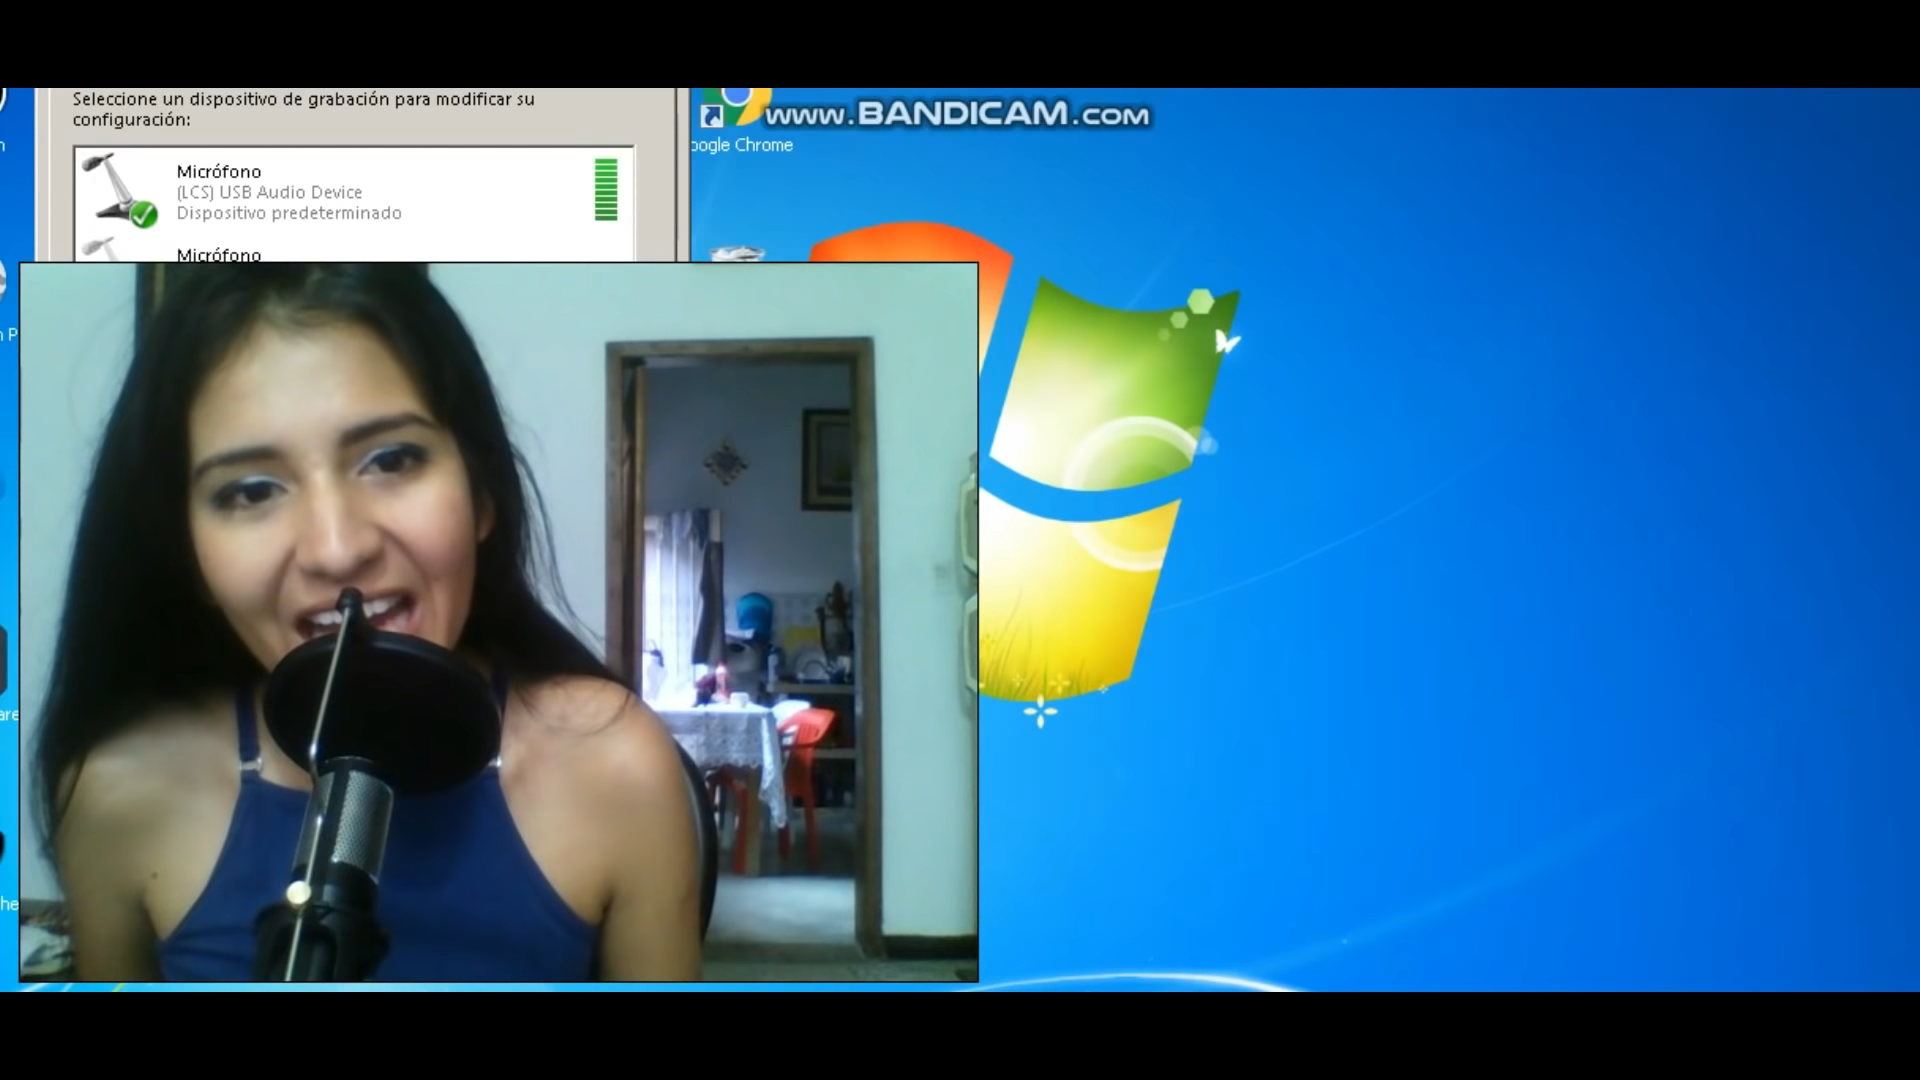 Seleccione un dispositivo de grabación para modificar su
configuración:
www.BANDICAM.com
oogle Chrome
Micrófono
(LCS) USB Audio Device
Dispositivo predeterminado
Micrófono